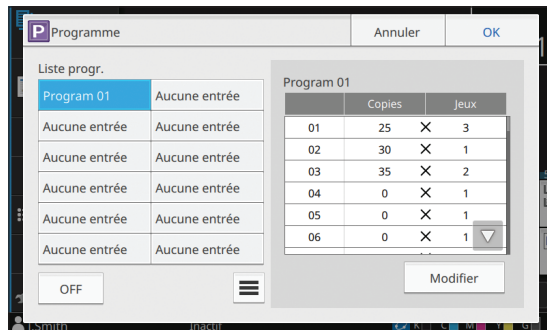 P Programme Annuler OK
Liste progr.
Program 01 Aucune entrée
Aucune entrée Aucune entrée
Aucune entrée Aucune entrée
Aucune entrée Aucune entrée
Aucune entrée Aucune entrée
Aucune entrée Aucune entrée
OFF
Program 01
Copies Jeux
01 25 X 3
02 30 X 1
03 35 X 2
04 0 X 1
05 0 X 1
06 0 X 1
Modifier
I.Smith Inactif K C M Y G